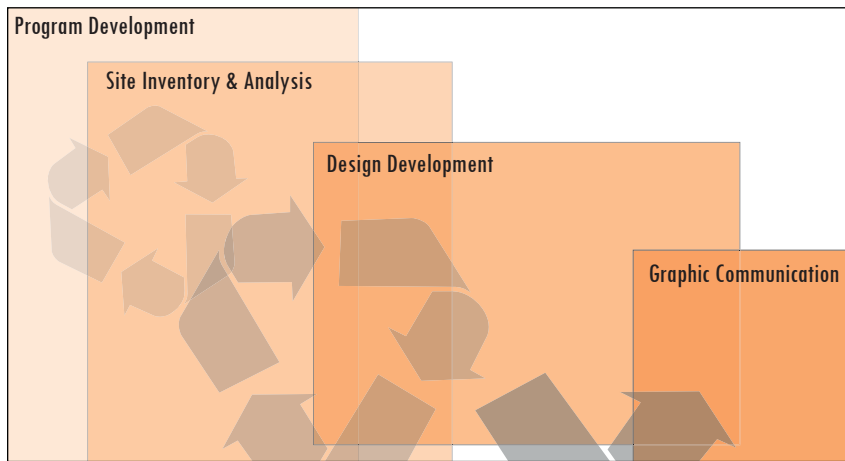 Program Development
Site Inventory & Analysis
Design Development
Graphic Communication